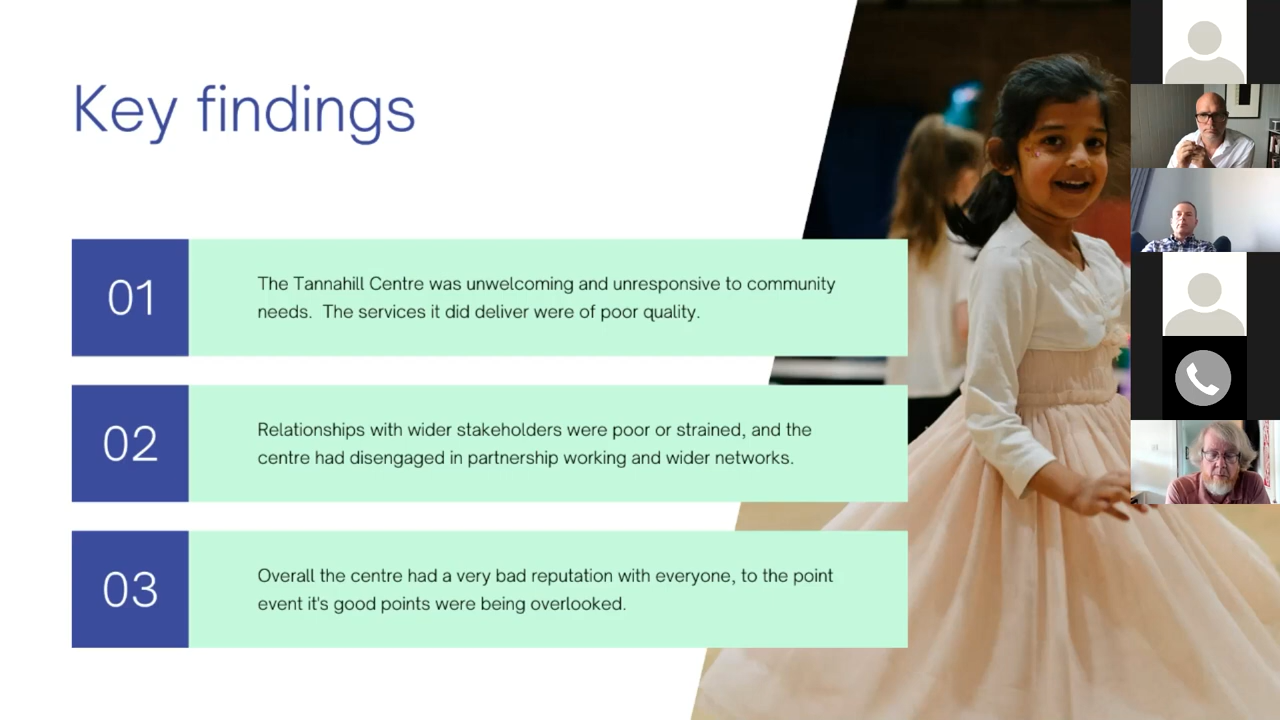 Key findings
01
The Tannahill Centre was unwelcoming and unresponsive to community
needs.  The services it did deliver were of poor quality.
02
Relationships with wider stakeholders were poor or strained, and the
centre had disengaged in partnership working and wider networks.
03
Overall the centre had a very bad reputation with everyone, to the point
event it's good points were being overlooked.